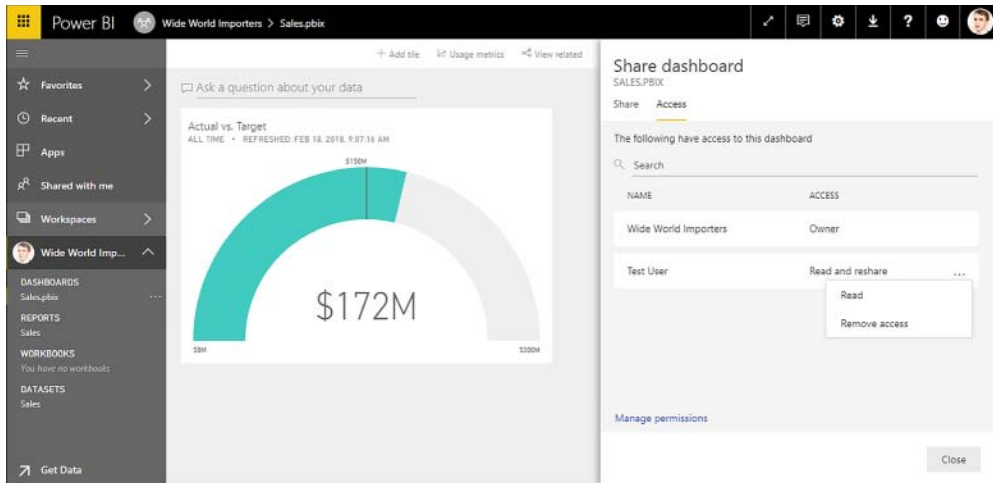 Power BI
Wide World Importers > Sales.pbix
?
Favorites
Recent
Apps
Shared with me
Workspaces
Wide World Imp...
DASHBOARDS
Sales.pbix ...
REPORTS
Sales
WORKBOOKS
You have no workbooks
DATASETS
Sales
Get Data
+ Add tile Usage metrics View related
Ask a question about your data
Actual vs. Target
ALL TIME • REFRESHED: FEB 18, 2018, 9:07:16 AM
$150M
$172M
$0M $300M
Share dashboard
SALES.PBIX
Share Access
The following have access to this dashboard
Search
NAME ACCESS
Wide World Importers Owner
Test User Read and reshare ...
Read
Remove access
Manage permissions
Close